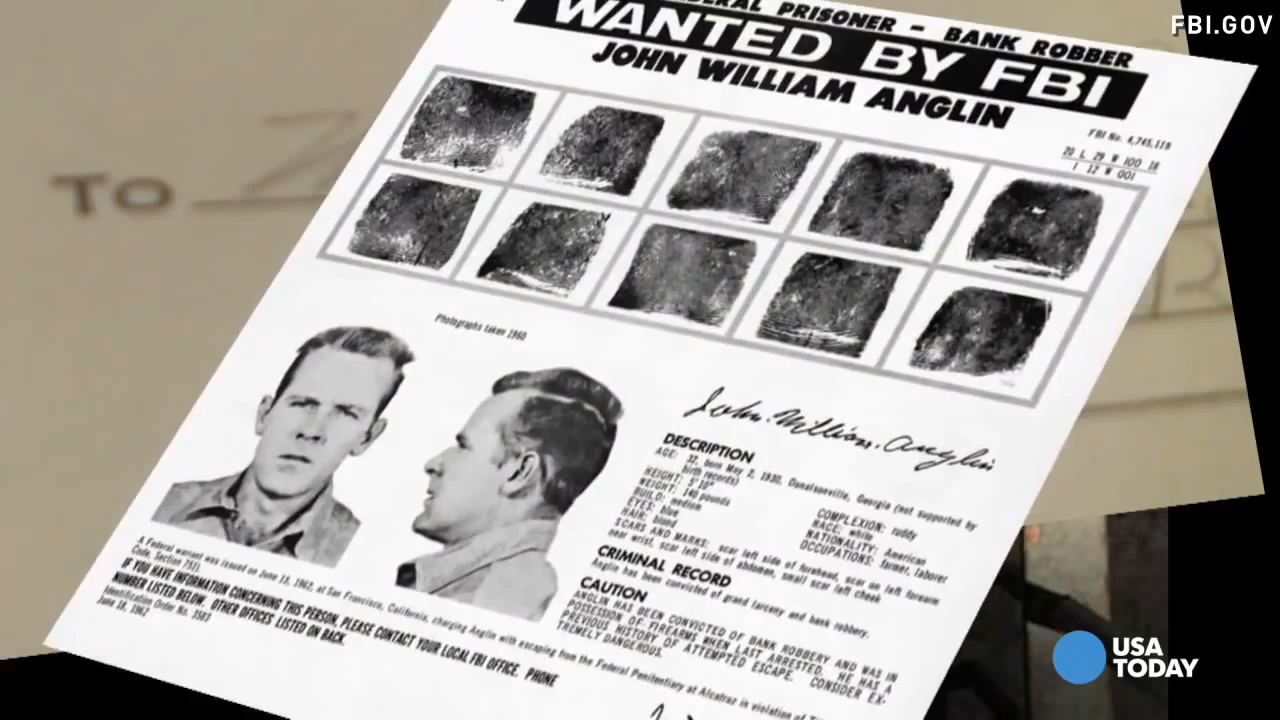 FBI.GOV
FEDERAL PRISONER - BANK ROBBER
WANTED BY FBI
JOHN WILLIAM ANGLIN
FBI No. 4,745,119
20 L 29 W 100 18
I 12 W 001
TO
Photographs taken 1960
John William Anglin
DESCRIPTION
AGE: 32, born May 2, 1930, Donalsonville, Georgia (not supported by
birth records)
HEIGHT: 5'10"
WEIGHT: 140 pounds
BUILD: medium
EYES: blue
HAIR: blond
COMPLEXION: ruddy
RACE: white
NATIONALITY: American
OCCUPATIONS: farmer, laborer
SCARS AND MARKS: scar left side of forehead, scar on left forearm
near wrist, scar left side of abdomen, small scar left cheek
CRIMINAL RECORD
Anglin has been convicted of grand larceny and bank robbery.
CAUTION
ANGLIN HAS BEEN CONVICTED OF BANK ROBBERY AND WAS IN
POSSESSION OF FIREARMS WHEN LAST ARRESTED. HE HAS A
PREVIOUS HISTORY OF ATTEMPTED ESCAPE. CONSIDER EX-
TREMELY DANGEROUS.
A Federal warrant was issued on June 13, 1962, at San Francisco, California, charging Anglin with escaping from the Federal Penitentiary at Alcatraz in violation of
Code, Section 751).
IF YOU HAVE INFORMATION CONCERNING THIS PERSON, PLEASE CONTACT YOUR LOCAL FBI OFFICE. PHONE
NUMBER LISTED BELOW. OTHER OFFICES LISTED ON BACK.
Identification Order No. 3583
June 18, 1962
USA
TODAY